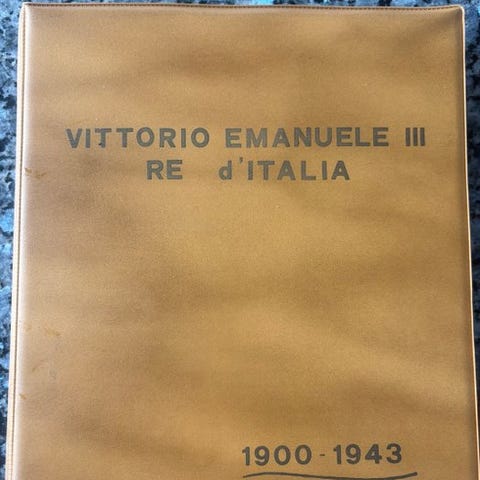 VITTORIO EMANUELE III
RE d'ITALIA
1900-1943